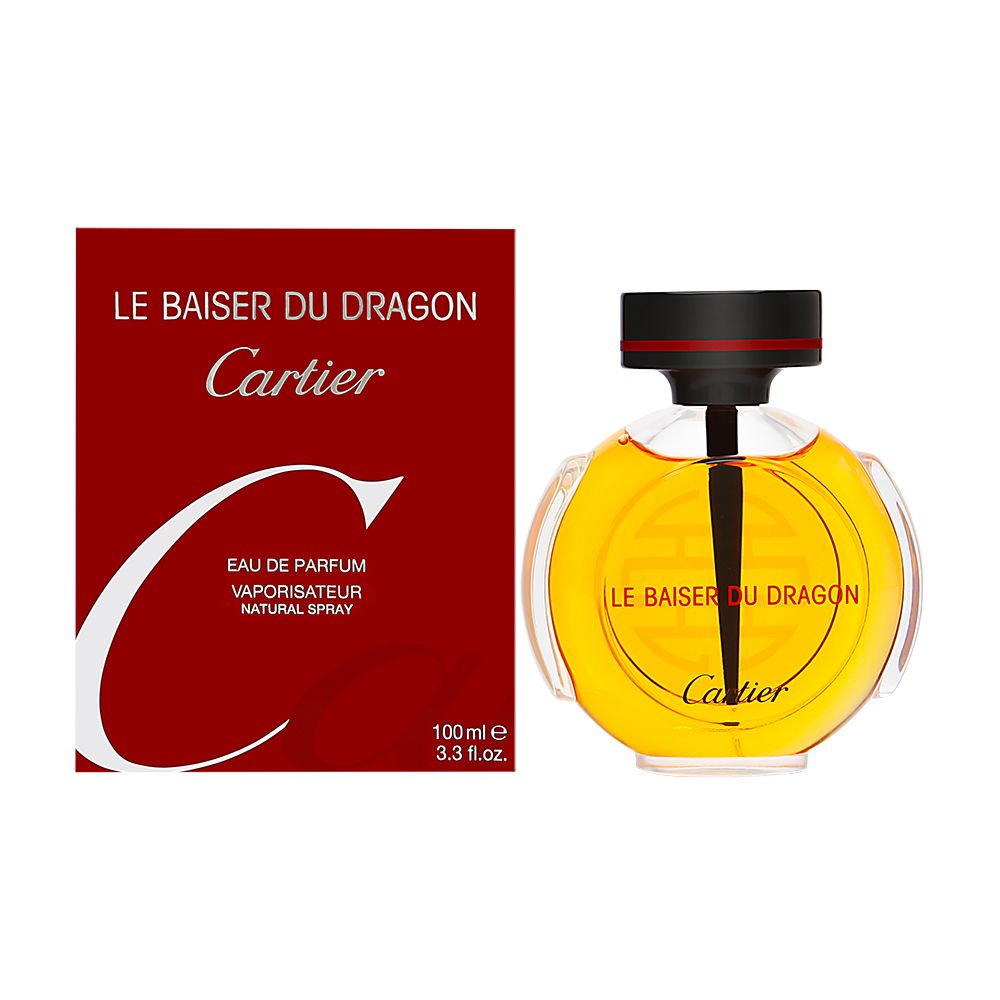 LE BAISER DU DRAGON
Cartier
EAU DE PARFUM
VAPORISATEUR
NATURAL SPRAY
100 ml e
3.3 fl.oz.
LE BAISER DU DRAGON
Cartier